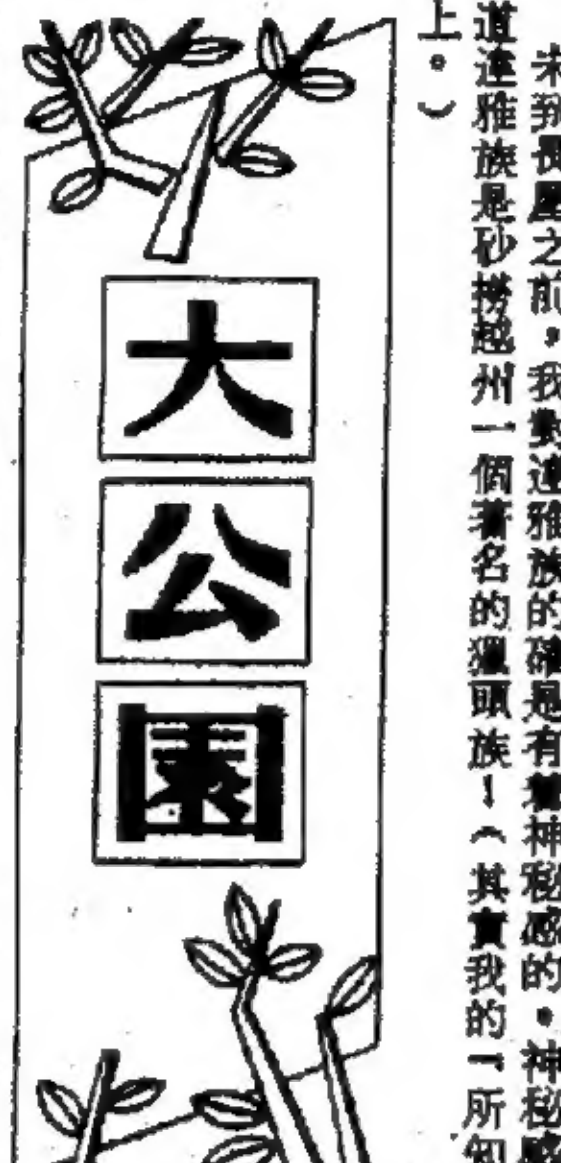 未到長屋之前，我對達雅族的確是有着神秘感的。神秘感
道達雅族是砂撈越州一個著名的獵頭族！（其實我的「所知
上。）
大公園